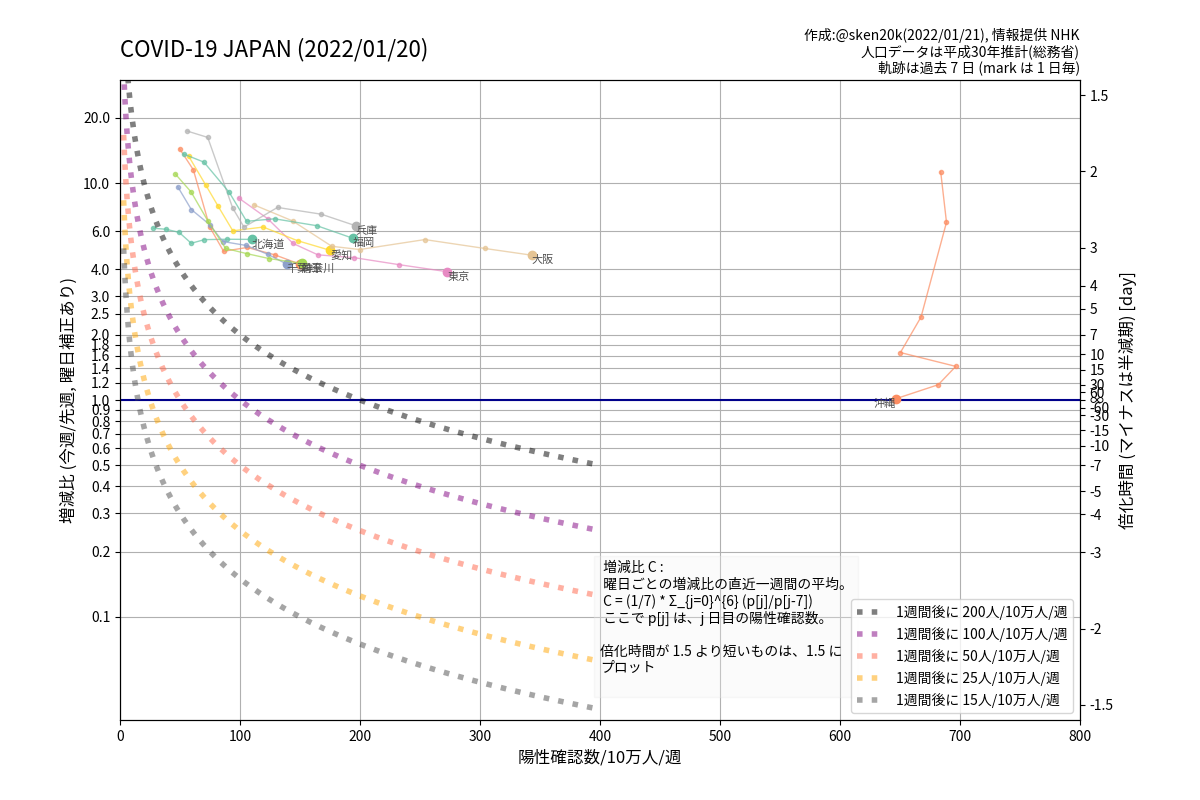 COVID-19 JAPAN (2022/01/20)
作成:@sken20k(2022/01/21), 情報提供 NHK
人口データは平成30年推計(総務省)
軌跡は過去 7 日 (mark は 1 日毎)
増減比 (今週/先週, 曜日補正あり)
20.0
10.0
6.0
4.0
3.0
2.5
2.0
1.8
1.6
1.4
1.2
1.0
0.9
0.8
0.7
0.6
0.5
0.4
0.3
0.2
0.1
兵庫
福岡
北海道
愛知
大阪
東京
沖縄
増減比 C :
曜日ごとの増減比の直近一週間の平均。
C = (1/7) * Σ_{j=0}^{6} (p[j]/p[j-7])
ここで p[j] は、j 日目の陽性確認数。
倍化時間が 1.5 より短いものは、1.5 に
プロット
1週間後に 200人/10万人/週
1週間後に 100人/10万人/週
1週間後に 50人/10万人/週
1週間後に 25人/10万人/週
1週間後に 15人/10万人/週
1.5
2
3
4
5
7
10
15
30
60
∞
-60
-30
-15
-10
-7
-5
-4
-3
-2
-1.5
倍化時間 (マイナスは半減期) [day]
0 100 200 300 400 500 600 700 800
陽性確認数/10万人/週